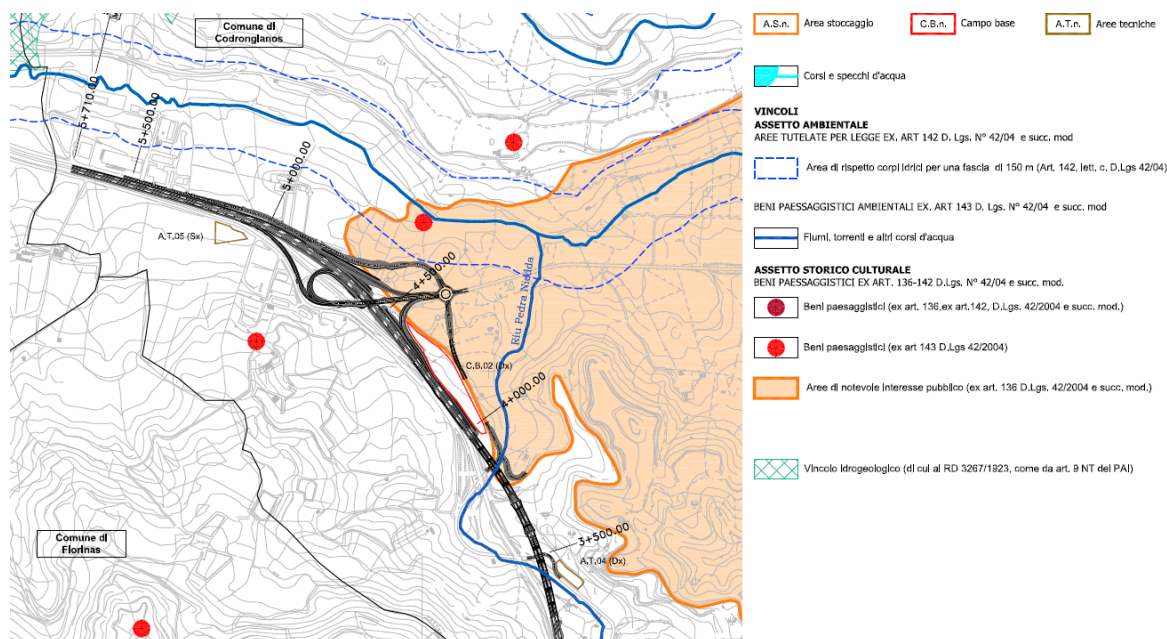 Comune di
Codrongianos
5+710.00
5+500.00
5+000.00
A.T.05 (Sx)
4+500.00
Riu Pedra Niedda
C.B.02 (Dx)
4+000.00
3+500.00
A.T.04 (Dx)
Comune di
Florinas
A.S.n. Area stoccaggio
C.B.n. Campo base
A.T.n. Aree tecniche
Corsi e specchi d'acqua
VINCOLI
ASSETTO AMBIENTALE
AREE TUTELATE PER LEGGE EX. ART 142 D. Lgs. N° 42/04 e succ. mod
Area di rispetto corpi idrici per una fascia di 150 m (Art. 142, lett. c. D.Lgs 42/04)
BENI PAESAGGISTICI AMBIENTALI EX. ART 143 D. Lgs. N° 42/04 e succ. mod
Fiumi, torrenti e altri corsi d'acqua
ASSETTO STORICO CULTURALE
BENI PAESAGGISTICI EX ART. 136-142 D.Lgs. N° 42/04 e succ. mod.
Beni paesaggistici (ex art. 136,ex art.142, D.Lgs. 42/2004 e succ. mod.)
Beni paesaggistici (ex art 143 D.Lgs 42/2004)
Aree di notevole interesse pubblico (ex art. 136 D.Lgs. 42/2004 e succ. mod.)
Vincolo idrogeologico (di cui al RD 3267/1923, come da art. 9 NT del PAI)